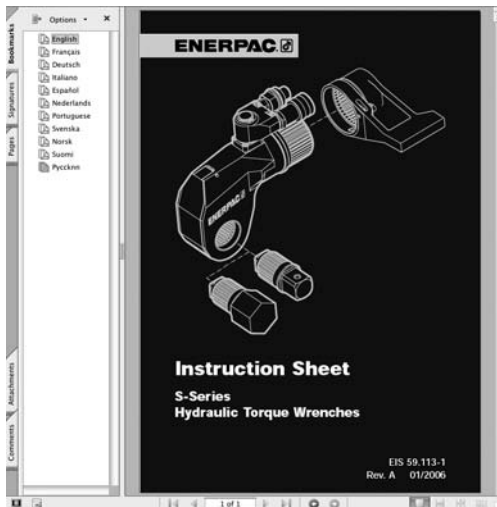 Options
English
Français
Deutsch
Italiano
Español
Nederlands
Portuguese
Svenska
Norsk
Suomi
Русскпп
Bookmarks
Signatures
Pages
Attachments
Comments
ENERPAC
ENERPAC
Instruction Sheet
S-Series
Hydraulic Torque Wrenches
EIS 59.113-1
Rev. A 01/2006
1 of 1